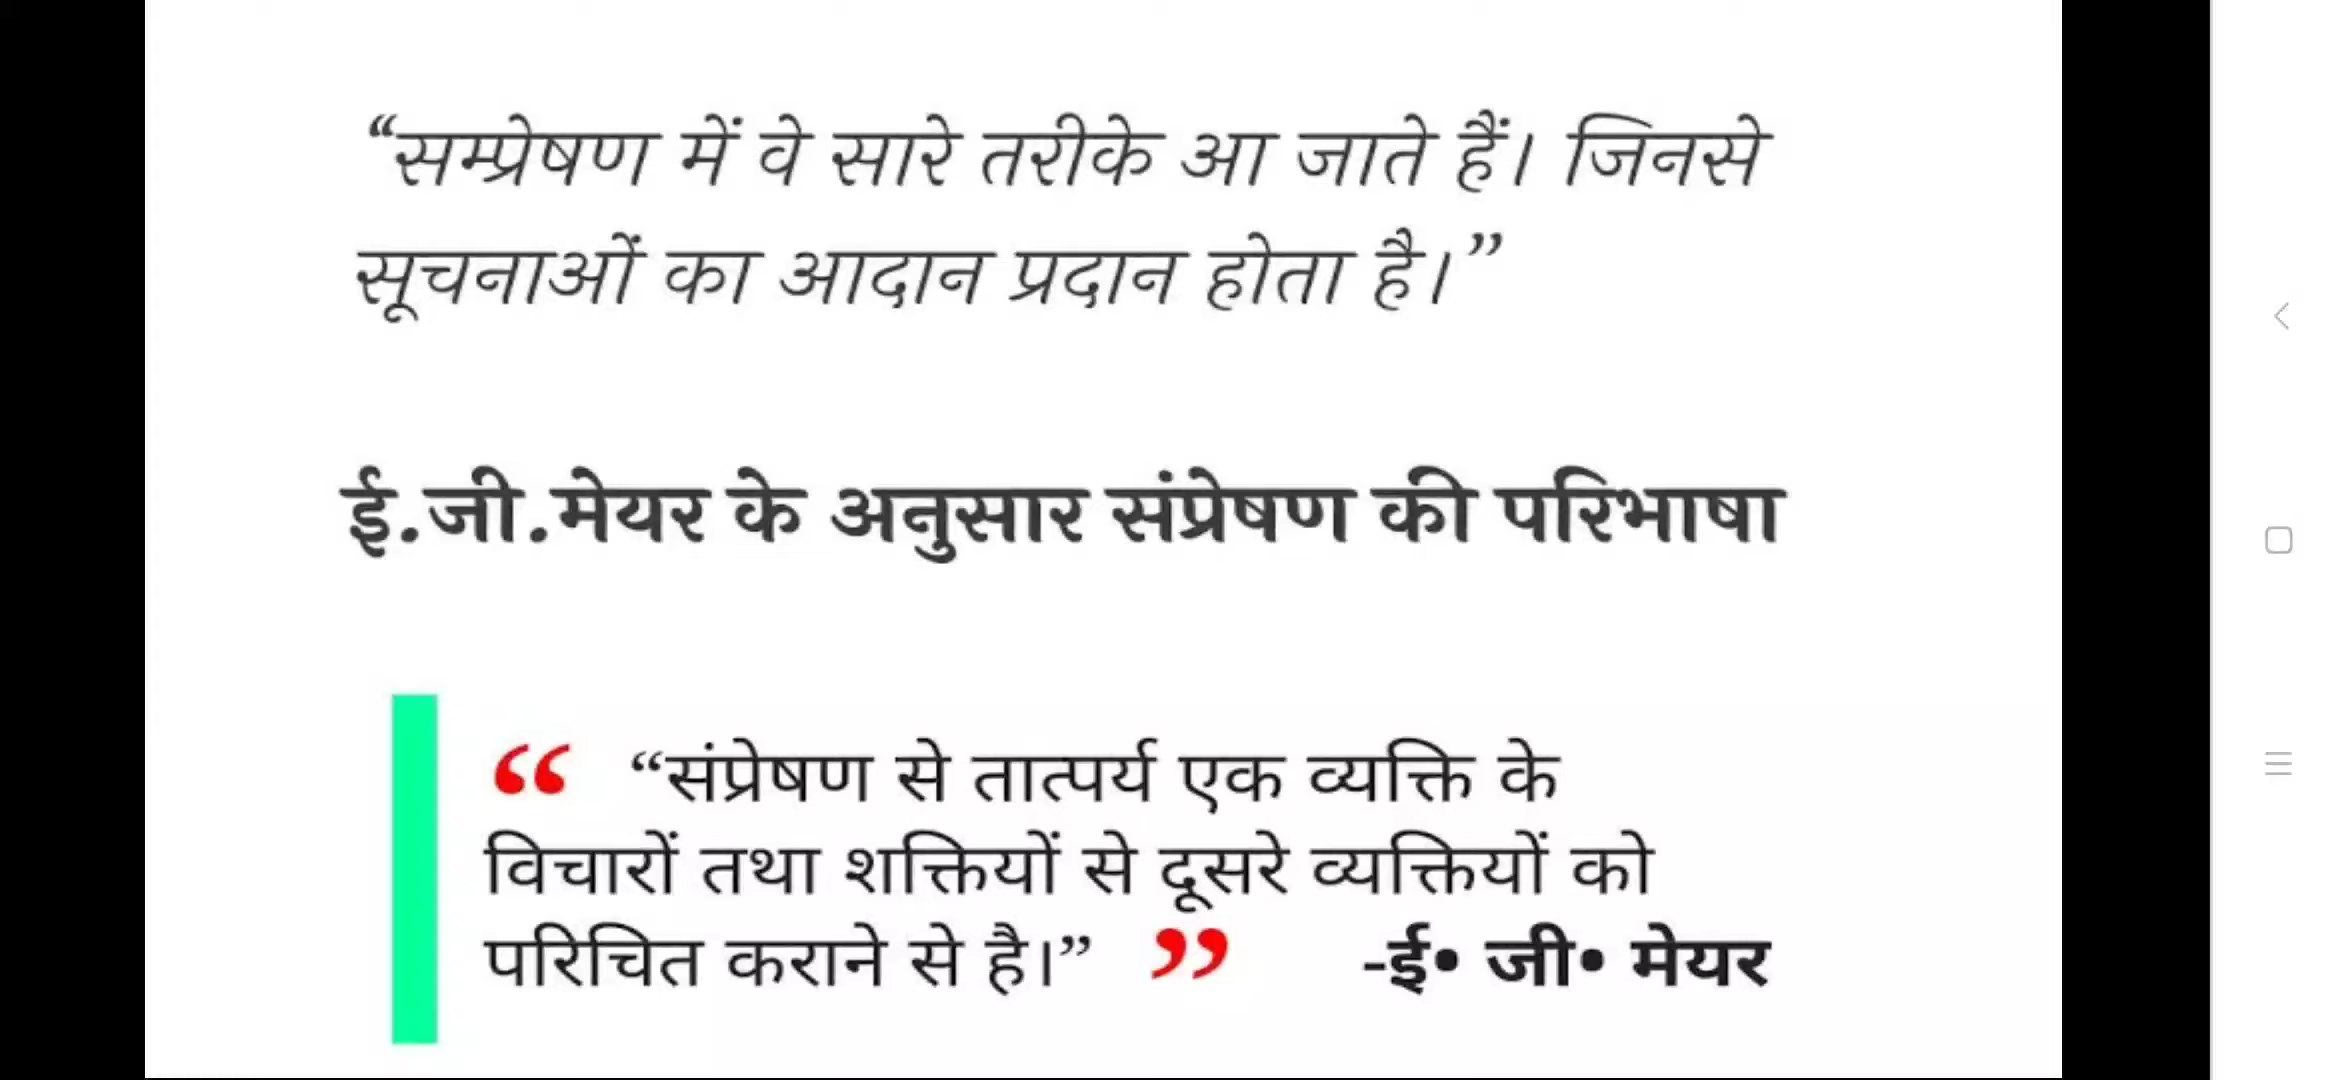 “सम्प्रेषण में वे सारे तरीके आ जाते हैं। जिनसे
सूचनाओं का आदान प्रदान होता है।”
ई.जी.मेयर के अनुसार संप्रेषण की परिभाषा
“ “संप्रेषण से तात्पर्य एक व्यक्ति के
विचारों तथा शक्तियों से दूसरे व्यक्तियों को
परिचित कराने से है।” ” -ई• जी• मेयर